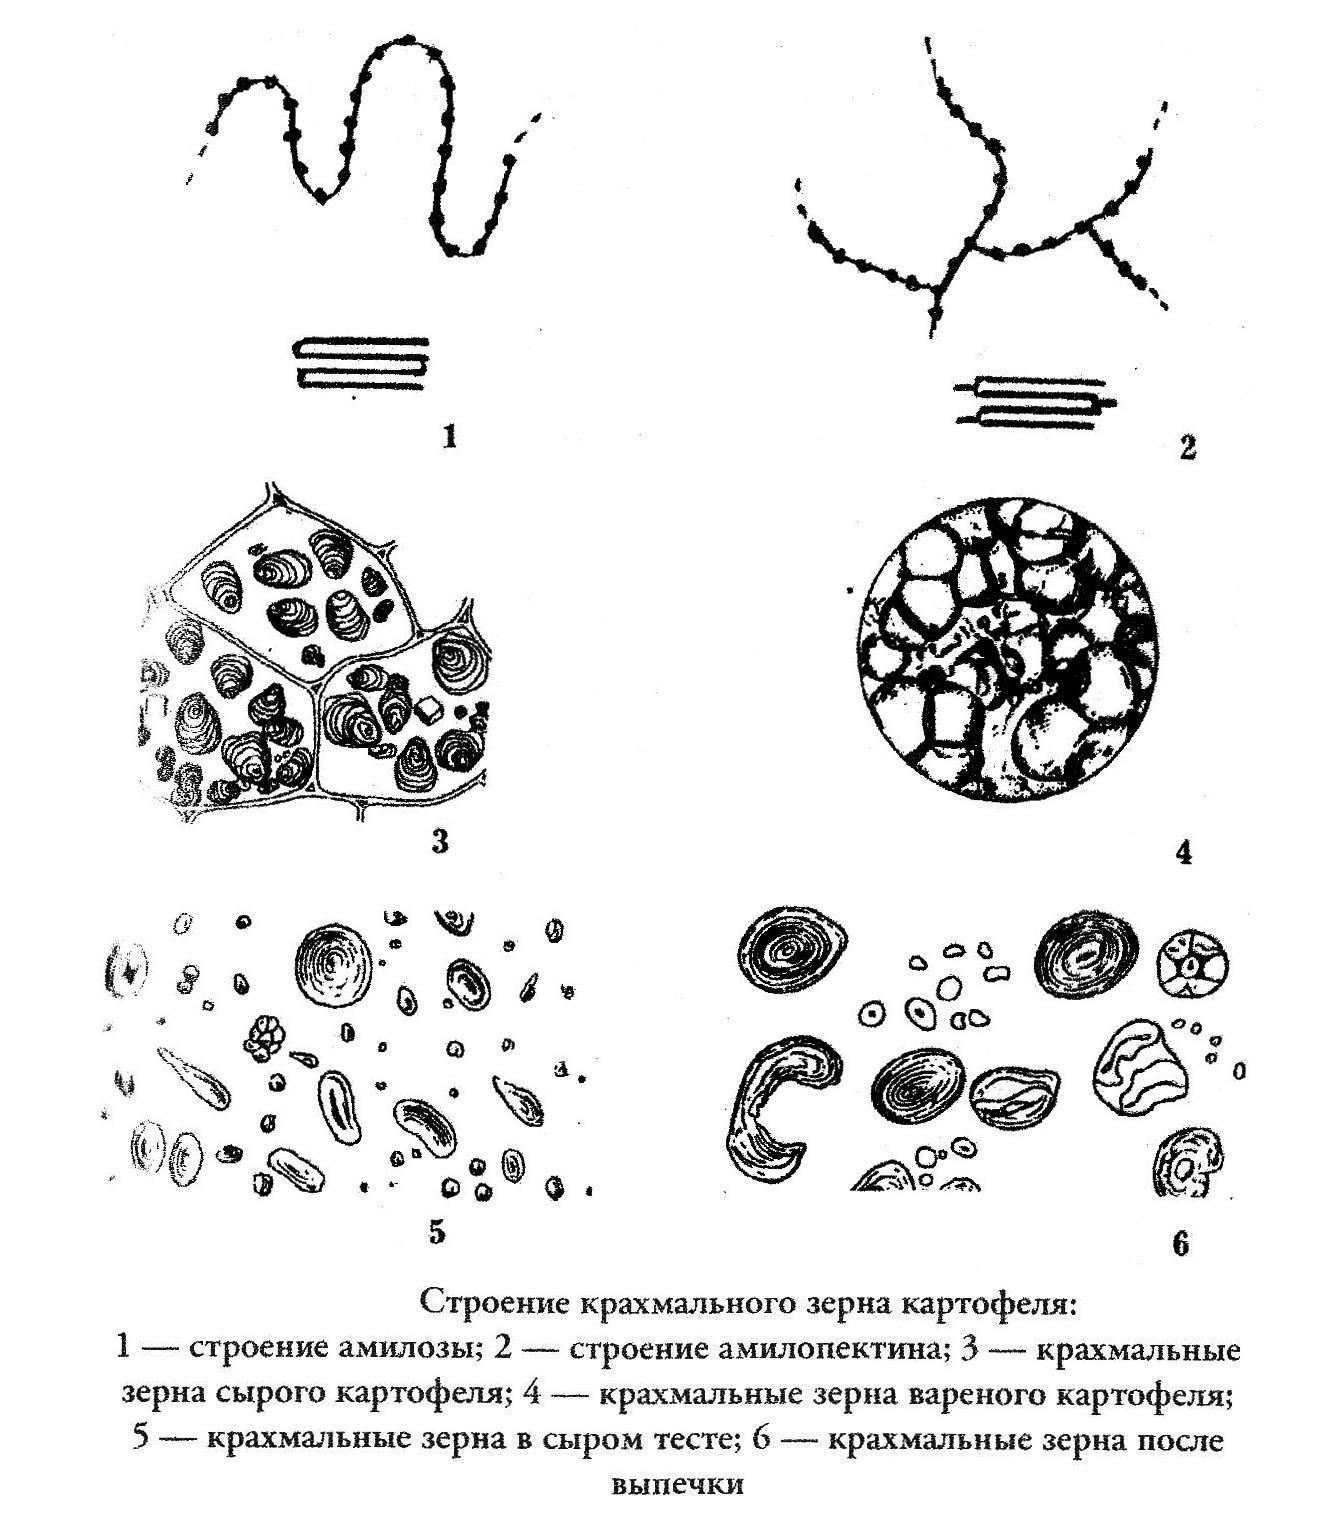 1
2
3
4
5
6
Строение крахмального зерна картофеля:
1 — строение амилозы; 2 — строение амилопектина; 3 — крахмальные
зерна сырого картофеля; 4 — крахмальные зерна вареного картофеля;
5 — крахмальные зерна в сыром тесте; 6 — крахмальные зерна после
выпечки